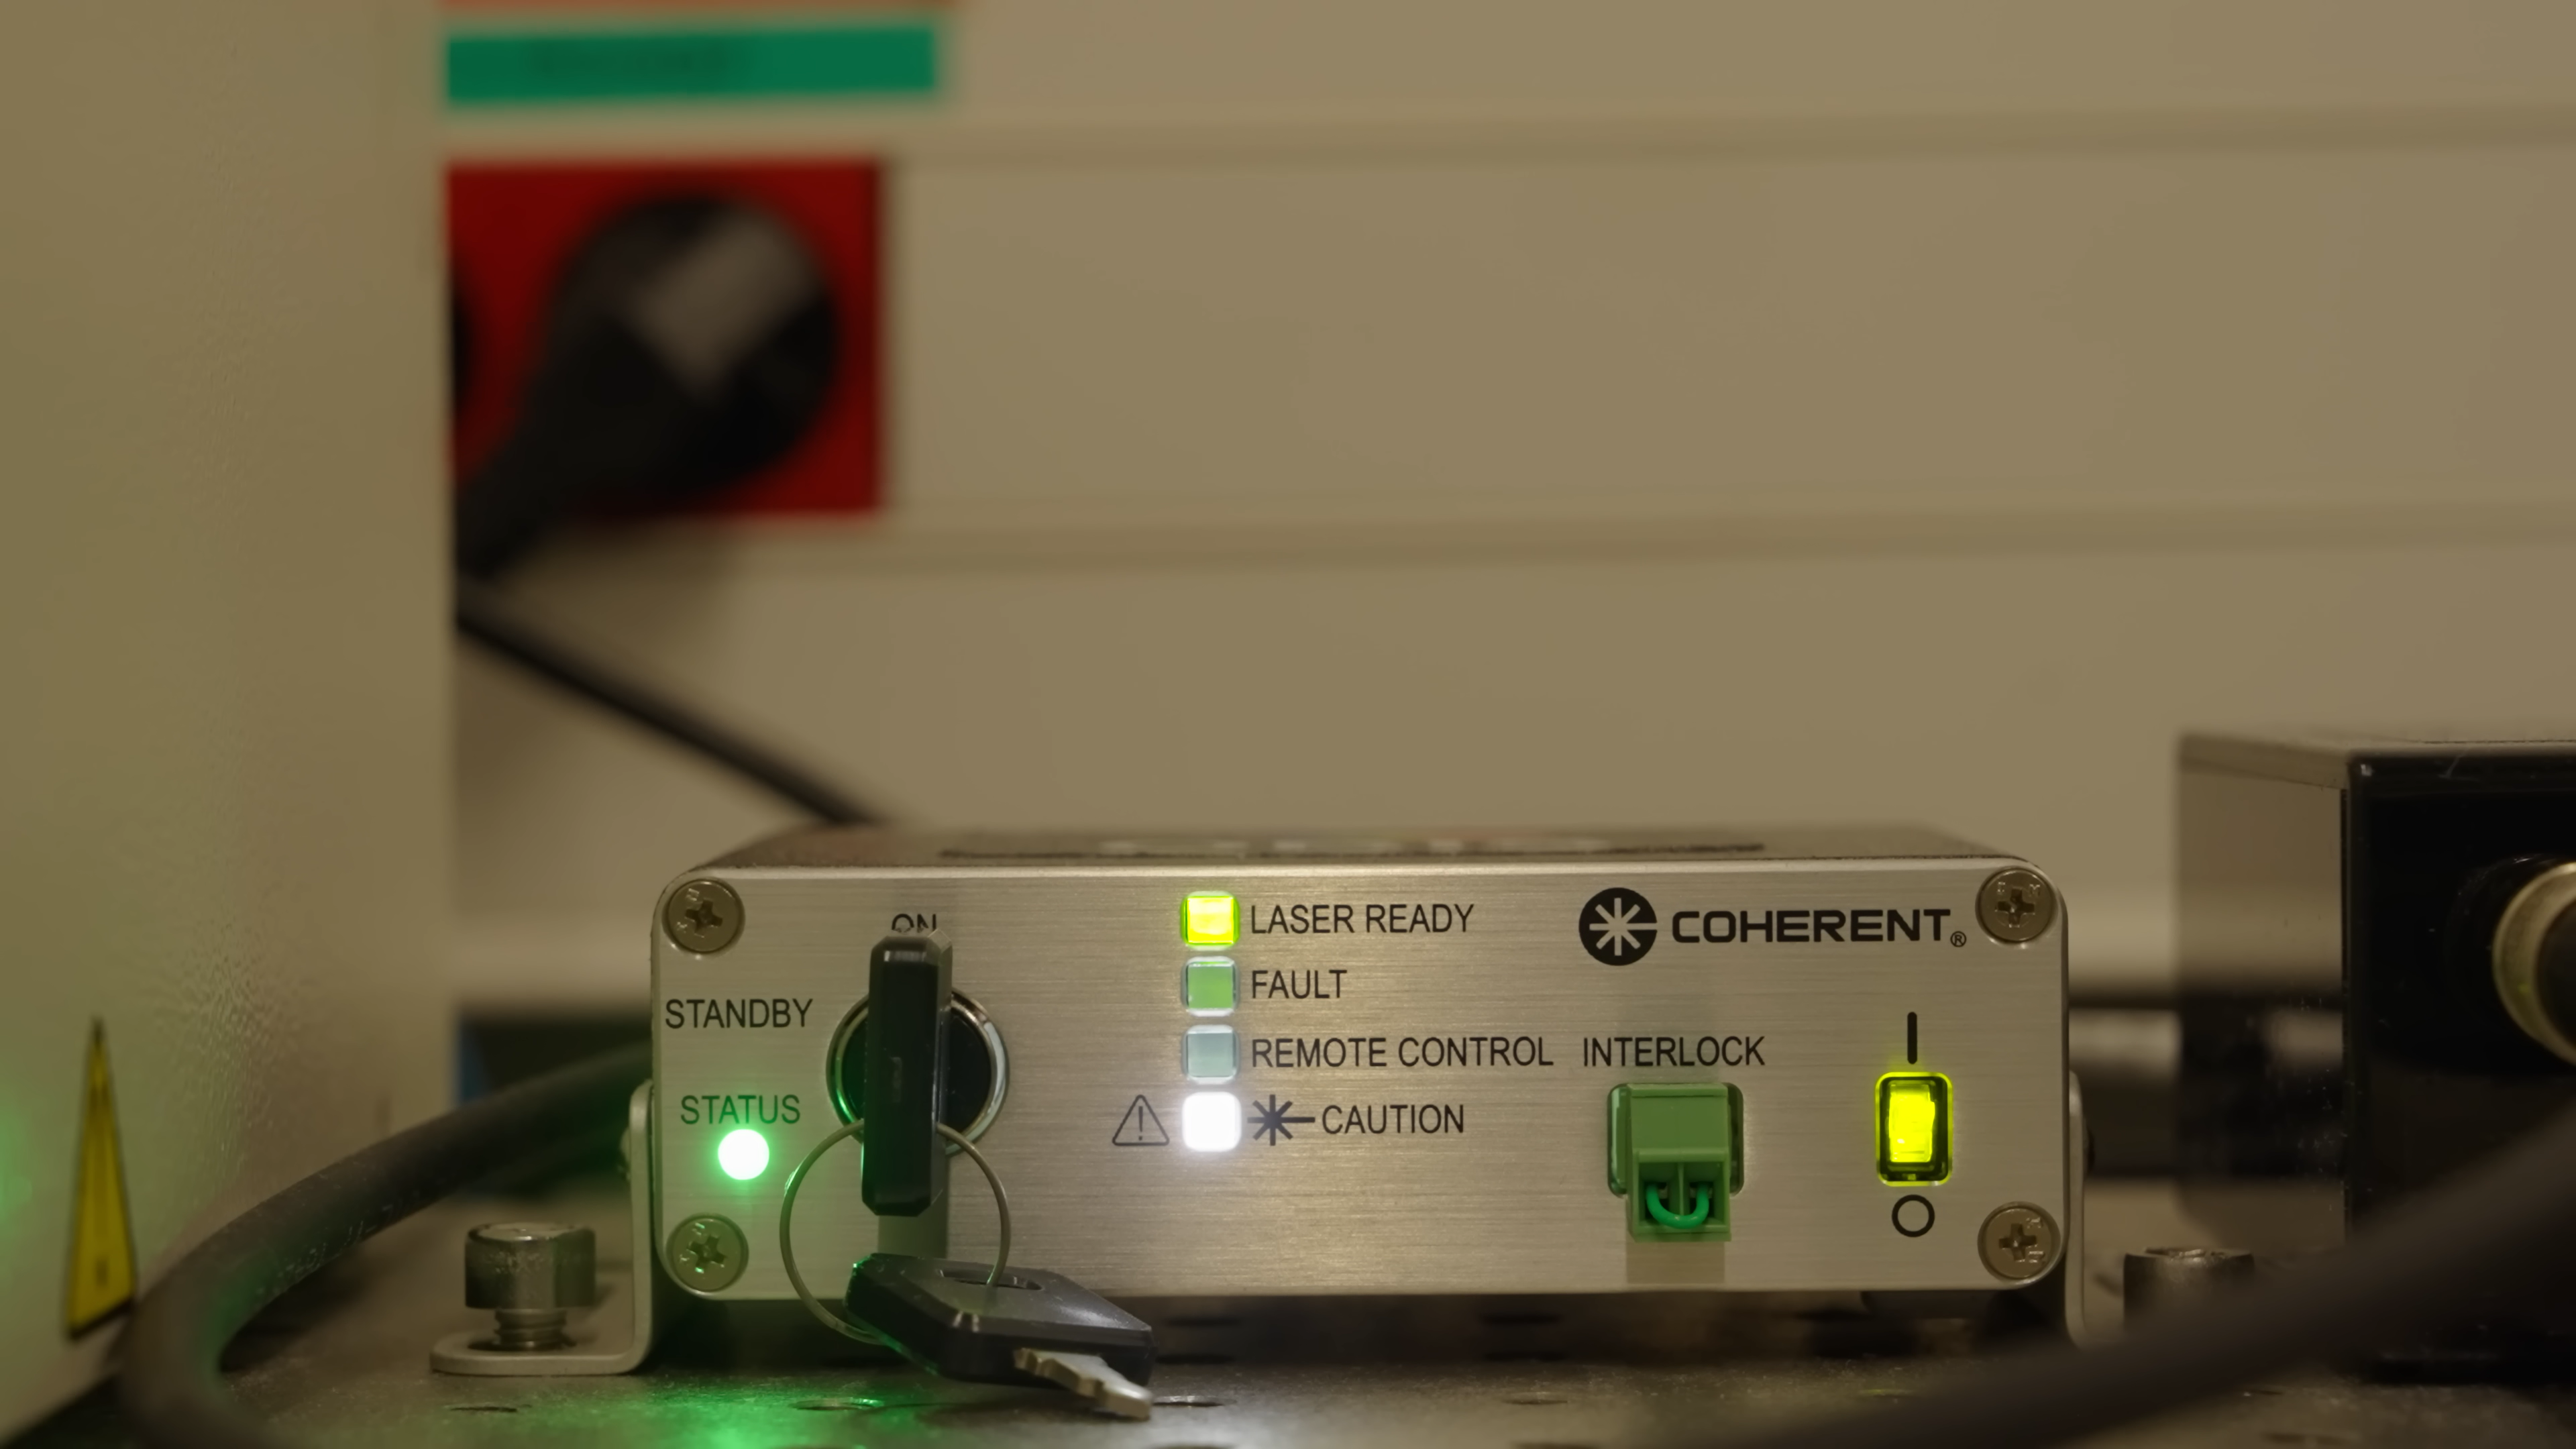 ON
LASER READY
COHERENT®
FAULT
STANDBY
REMOTE CONTROL
INTERLOCK
STATUS
CAUTION